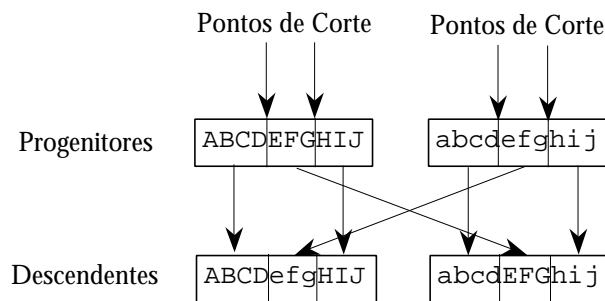 Pontos de Corte Pontos de Corte
Progenitores ABCDEFGHIJ abcdefghij
Descendentes ABCDefgHIJ abcdEFGhij